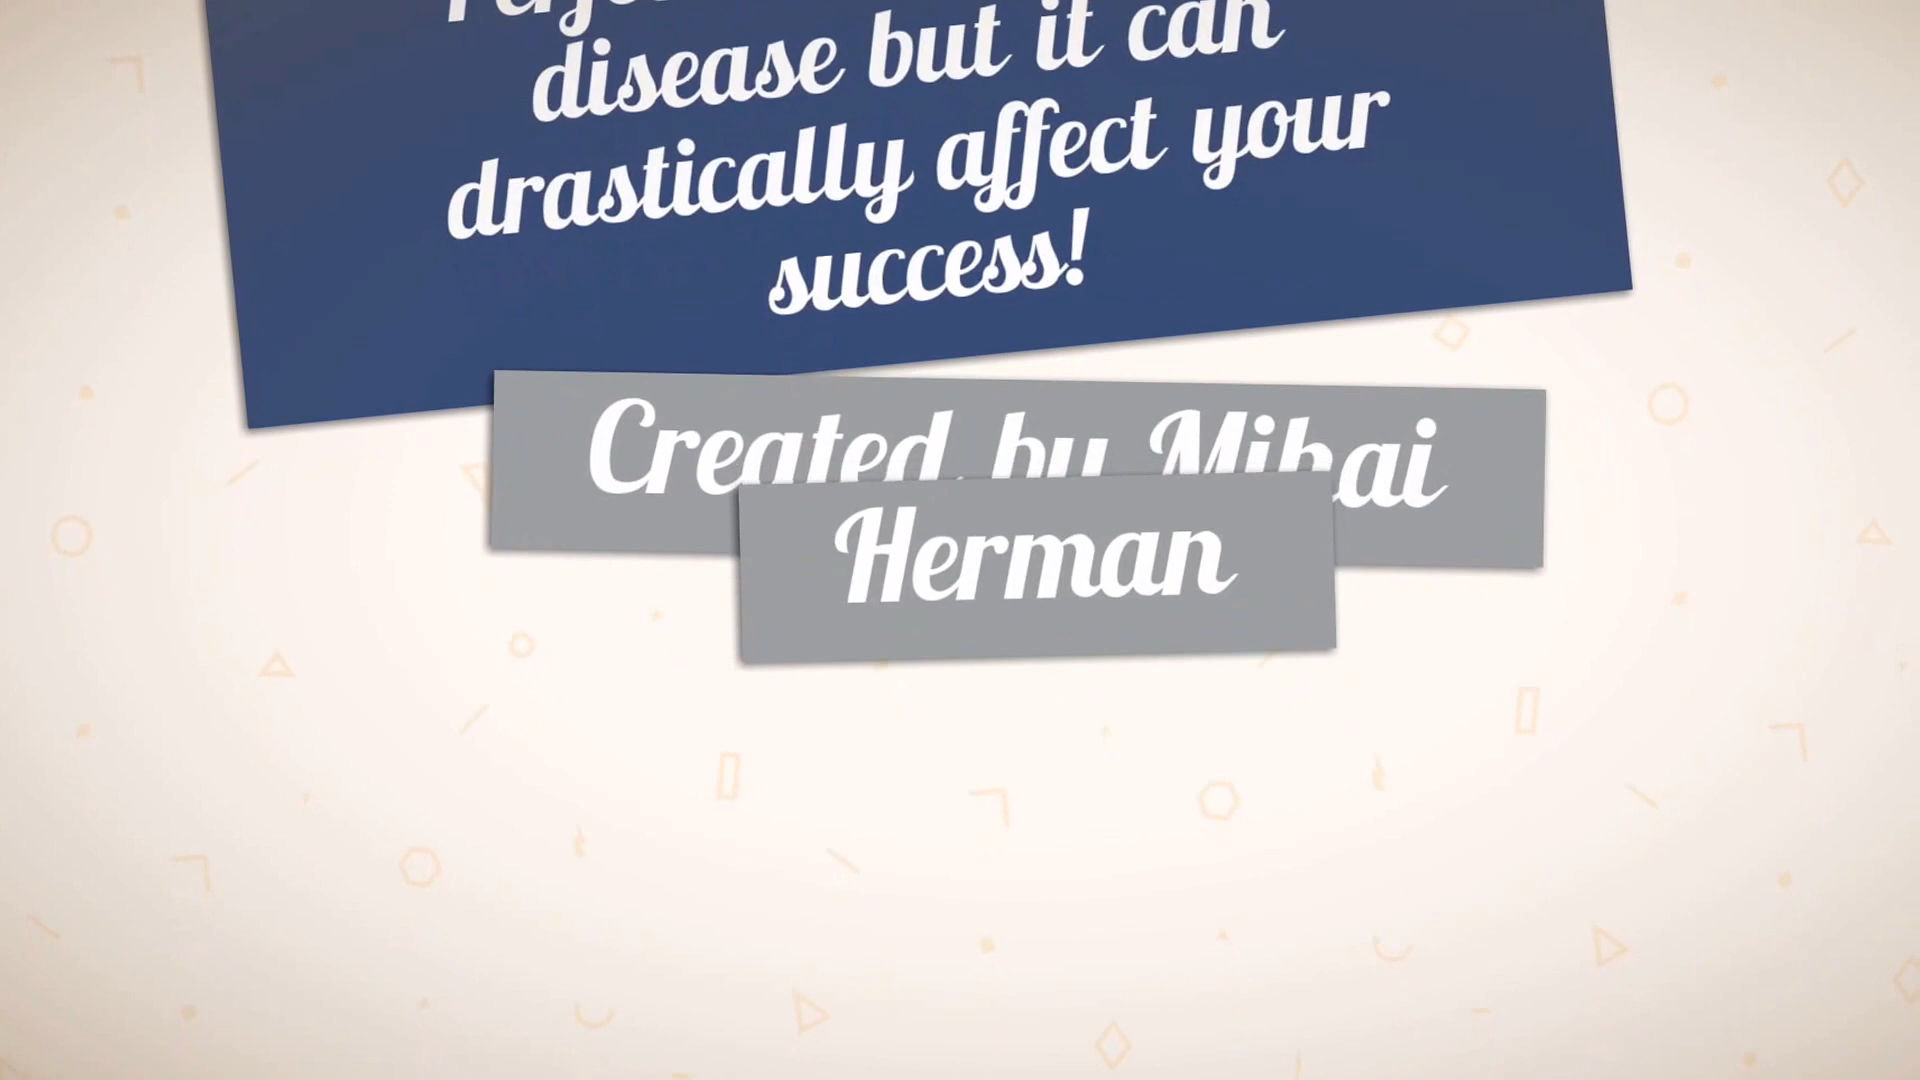 disease but it can
drastically affect your
success!
Created by Mihai
Herman